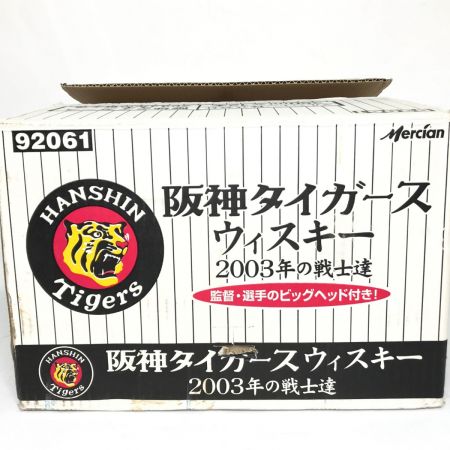 92061
Mercian
HANSHIN
Tigers
阪神タイガース
ウィスキー
2003年の戦士達
監督・選手のビッグヘッド付き!
HANSHIN
Tigers
阪神タイガースウィスキー
2003年の戦士達